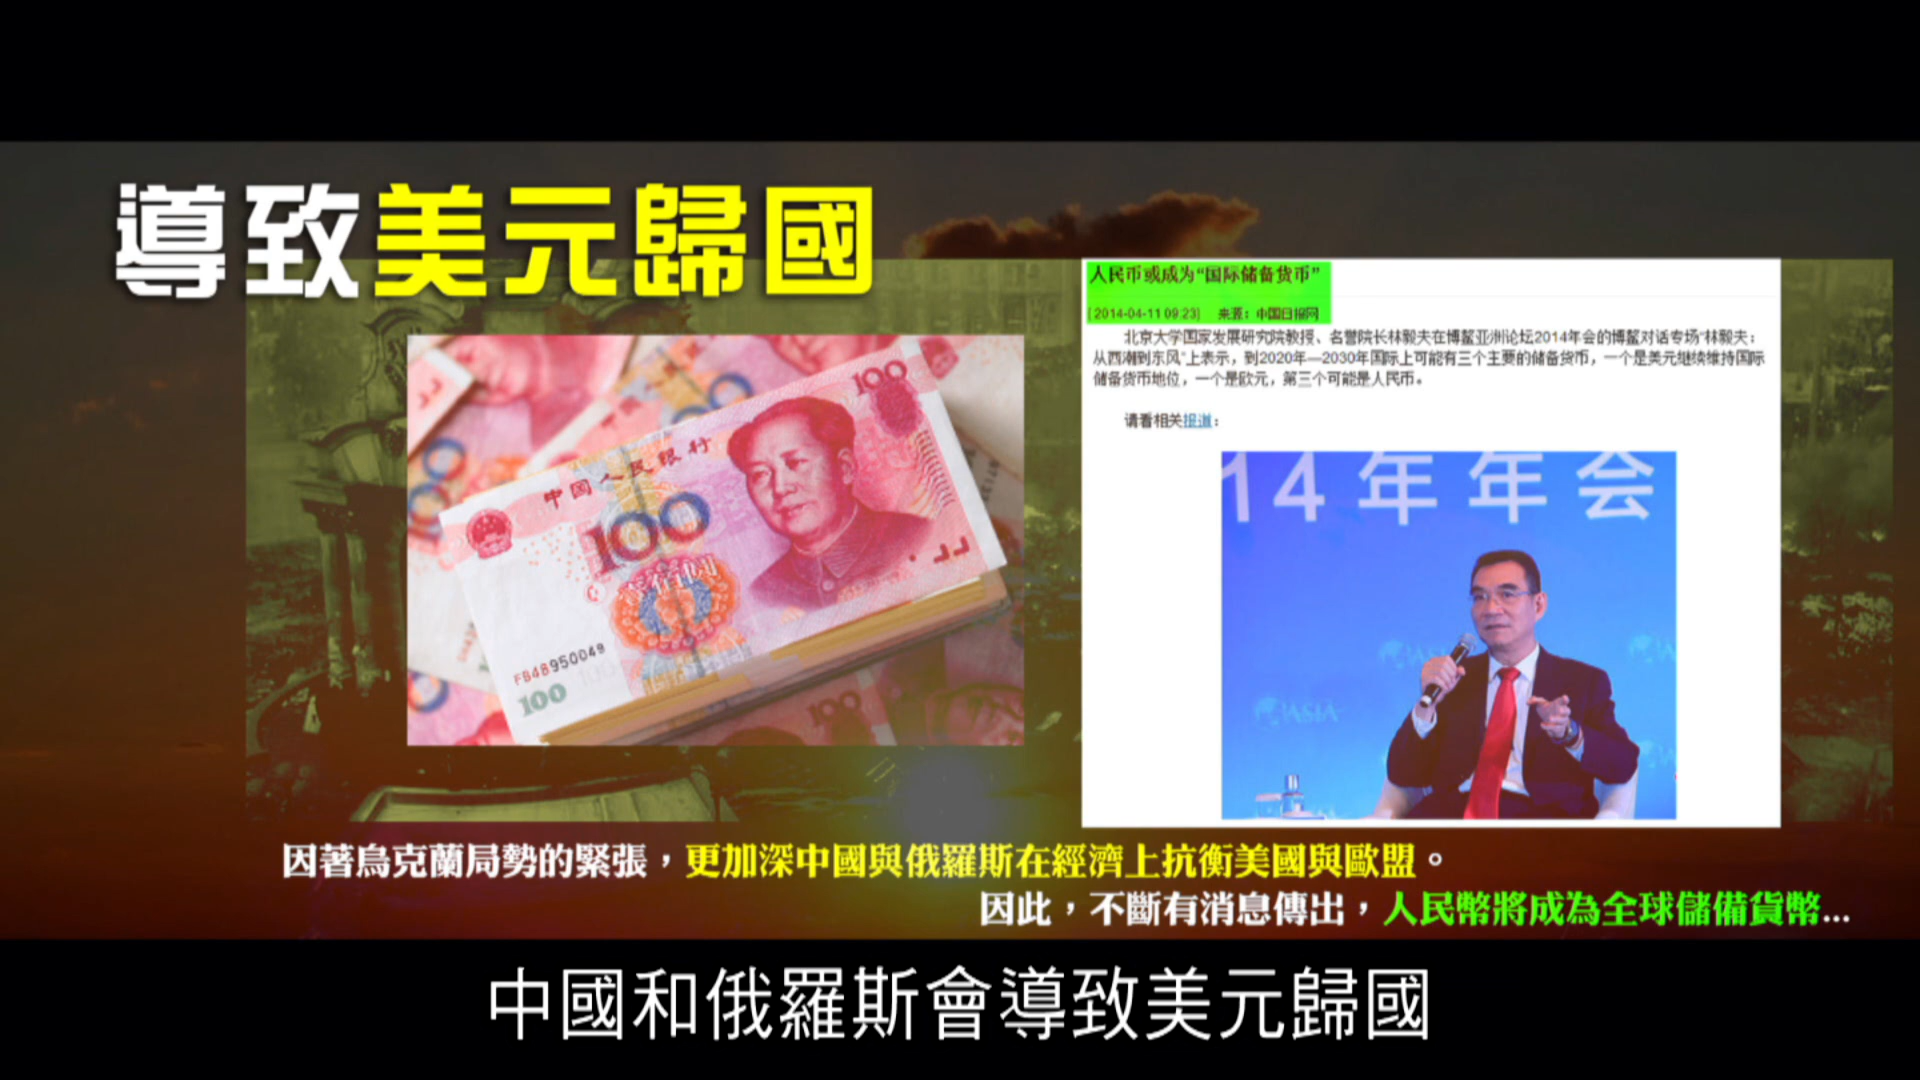 導致美元歸國
人民币或成为“国际储备货币”
[2014-04-11 09:23] 来源：中国日报网
北京大学国家发展研究院教授、名誉院长林毅夫在博鳌亚洲论坛2014年会的博鳌对话专场“林毅夫：
从西潮到东风”上表示，到2020年—2030年国际上可能有三个主要的储备货币，一个是美元继续维持国际
储备货币地位，一个是欧元，第三个可能是人民币。
请看相关报道：
中国人民银行
100
100
壹佰圆
FB48950049
100
14年年会
ASIA
因著烏克蘭局勢的緊張，更加深中國與俄羅斯在經濟上抗衡美國與歐盟。
因此，不斷有消息傳出，人民幣將成為全球儲備貨幣...
中國和俄羅斯會導致美元歸國